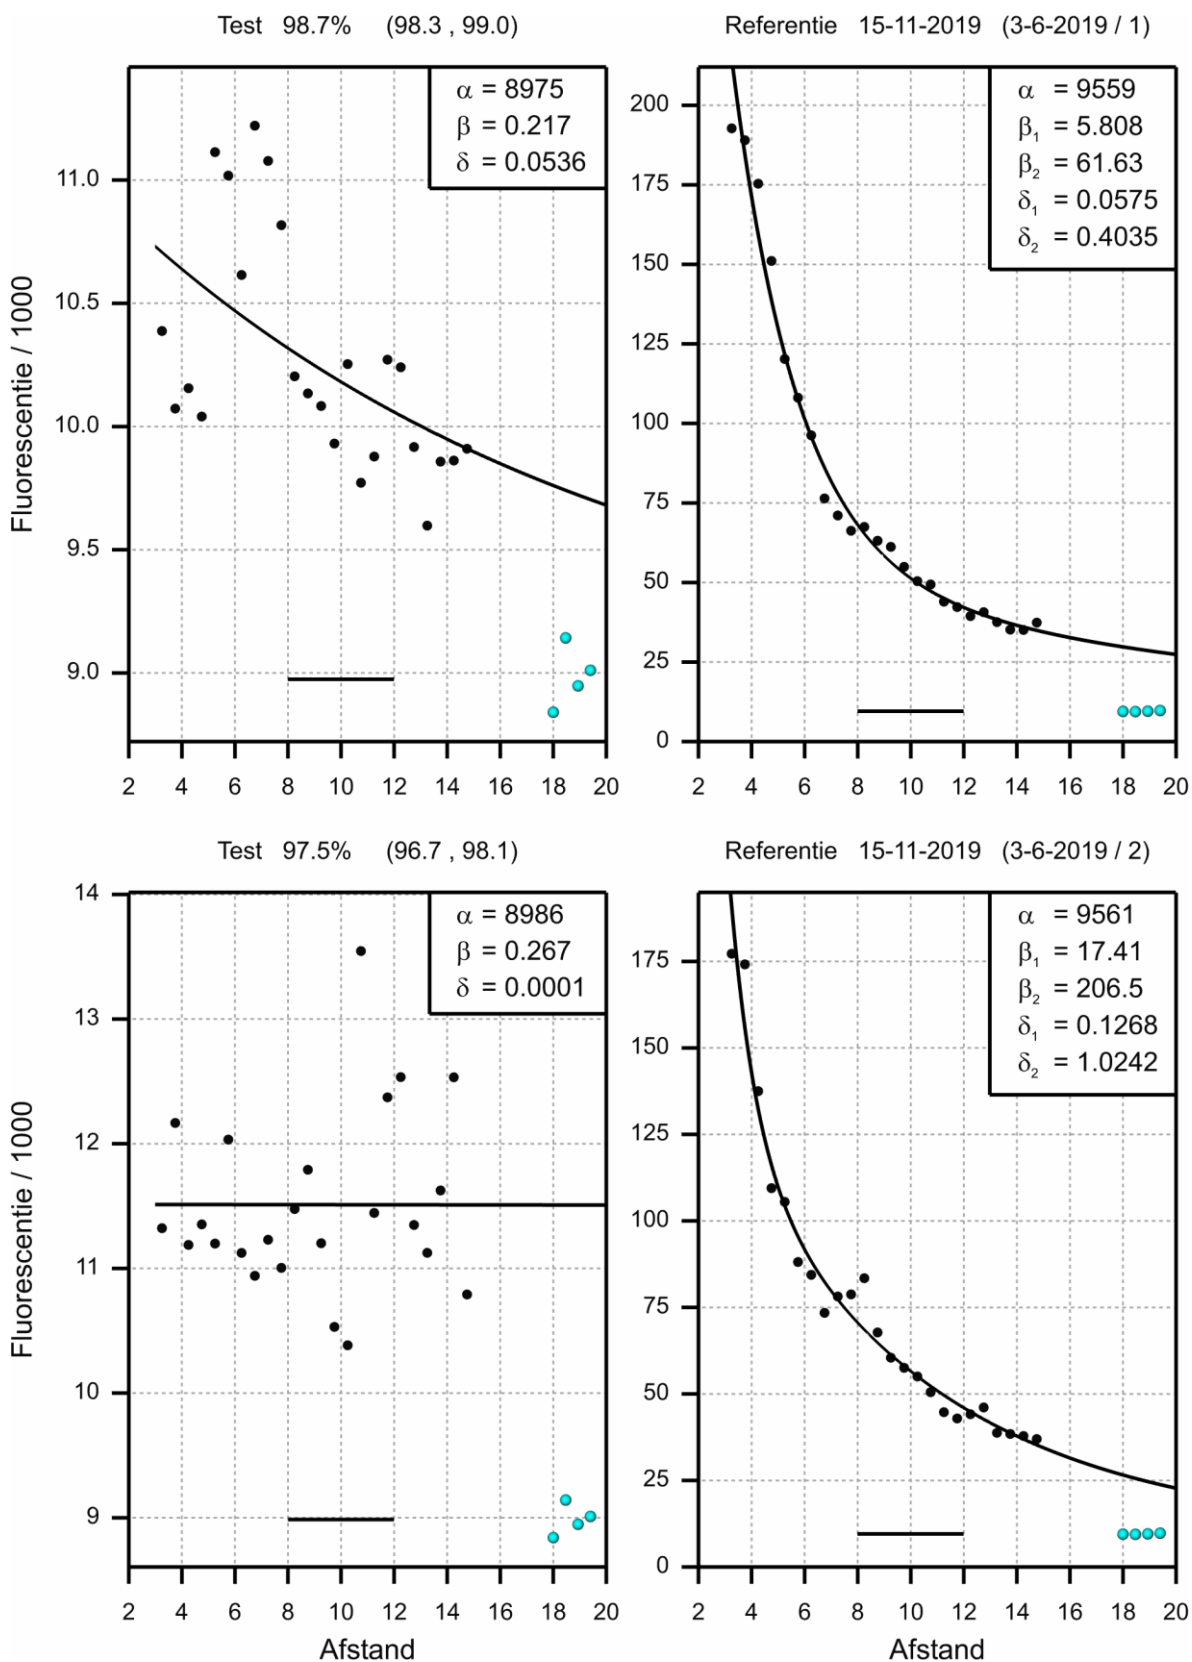 Test 98.7% (98.3 , 99.0)
α = 8975
β = 0.217
δ = 0.0536
11.0
10.5
10.0
9.5
9.0
Fluorescentie / 1000
2 4 6 8 10 12 14 16 18 20
Referentie 15-11-2019 (3-6-2019 / 1)
α = 9559
β1 = 5.808
β2 = 61.63
δ1 = 0.0575
δ2 = 0.4035
200
175
150
125
100
75
50
25
0
2 4 6 8 10 12 14 16 18 20
Test 97.5% (96.7 , 98.1)
α = 8986
β = 0.267
δ = 0.0001
14
13
12
11
10
9
Fluorescentie / 1000
2 4 6 8 10 12 14 16 18 20
Afstand
Referentie 15-11-2019 (3-6-2019 / 2)
α = 9561
β1 = 17.41
β2 = 206.5
δ1 = 0.1268
δ2 = 1.0242
175
150
125
100
75
50
25
0
2 4 6 8 10 12 14 16 18 20
Afstand